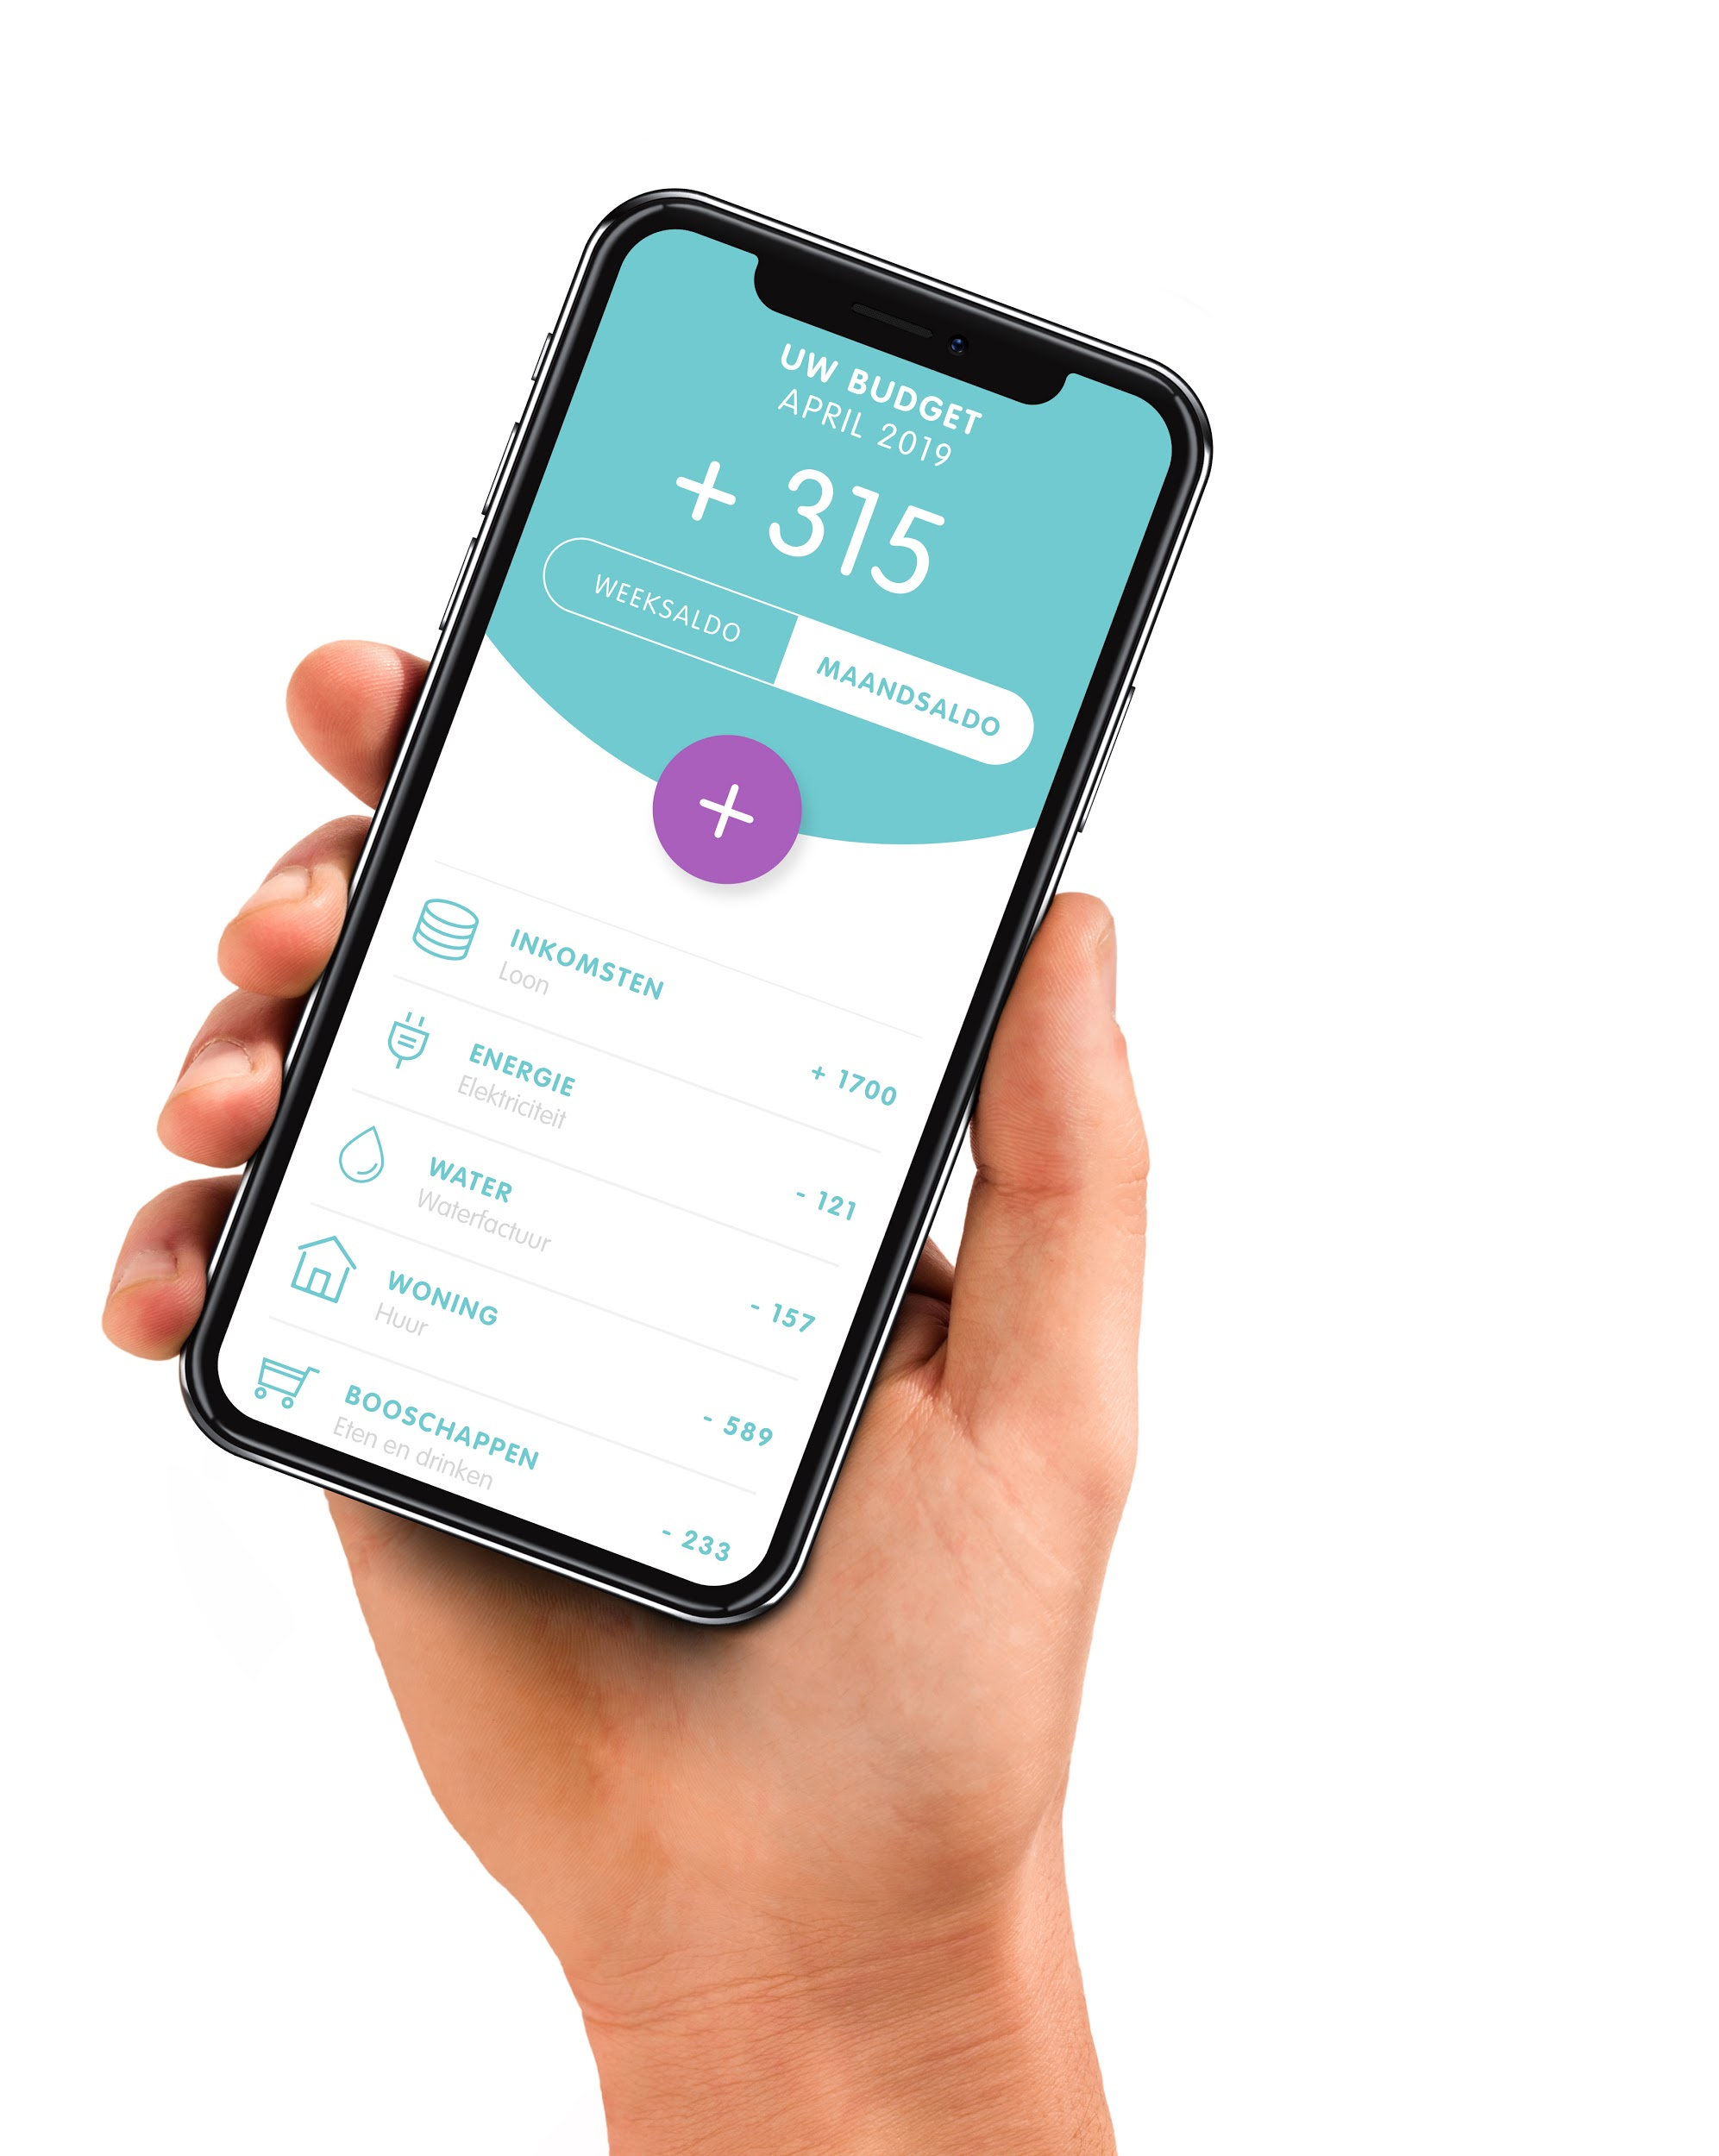 UW BUDGET
APRIL 2019
+ 315
WEEKSALDO
MAANDSALDO
+
INKOMSTEN
Loon
+ 1700
ENERGIE
Elektriciteit
- 121
WATER
Waterfactuur
- 157
WONING
Huur
- 589
BOOSCHAPPEN
Eten en drinken
- 233